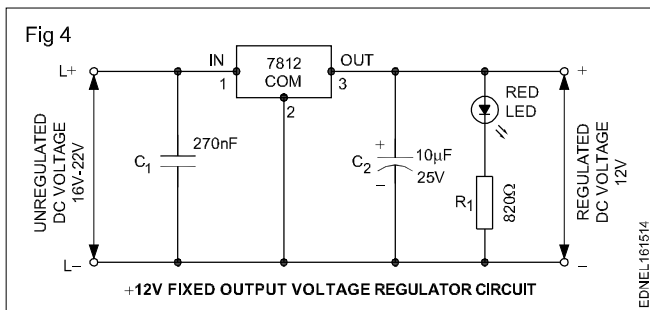 Fig 4
L+
IN
1
7812
COM
2
OUT
3
+
RED
LED
UNREGULATED
DC VOLTAGE
16V-22V
C1
270nF
C2
+
10µF
25V
−
R1
820Ω
REGULATED
DC VOLTAGE
12V
L−
−
+12V FIXED OUTPUT VOLTAGE REGULATOR CIRCUIT
EDNEL161514